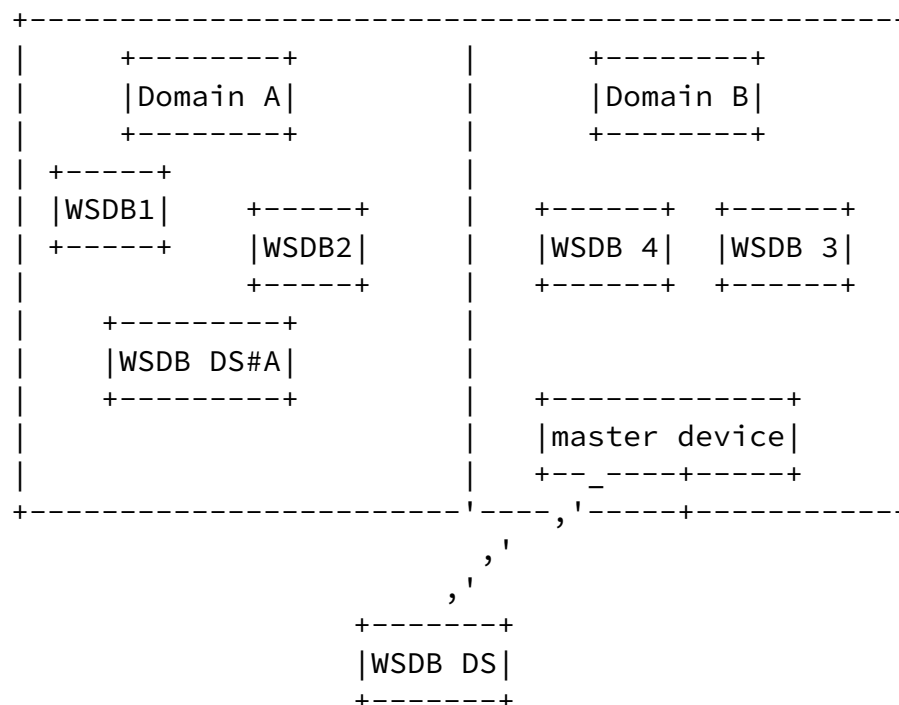 Domain A Domain B
WSDB1
WSDB2 WSDB 4 WSDB 3
WSDB DS#A
master device
WSDB DS